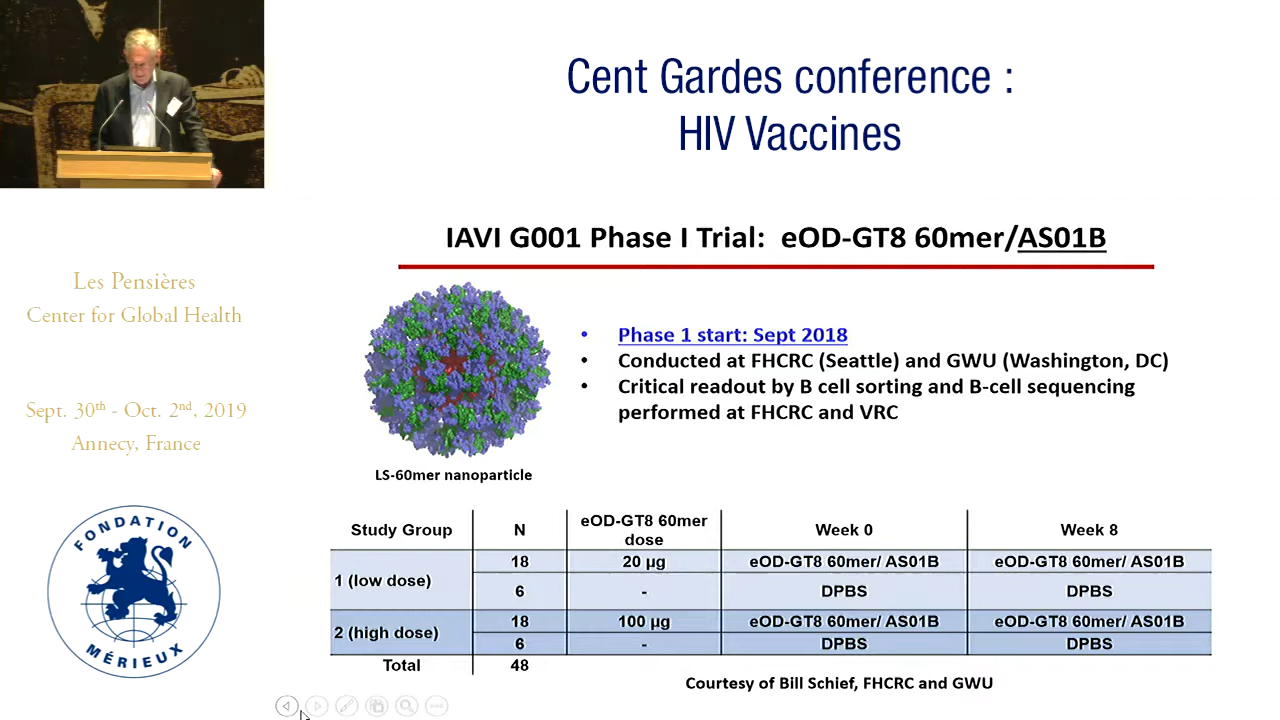 Cent Gardes conference :
HIV Vaccines
Les Pensières
Center for Global Health
Sept. 30th - Oct. 2nd, 2019
Annecy, France
FONDATION
MÉRIEUX
IAVI G001 Phase I Trial: eOD-GT8 60mer/AS01B
• Phase 1 start: Sept 2018
• Conducted at FHCRC (Seattle) and GWU (Washington, DC)
• Critical readout by B cell sorting and B-cell sequencing
performed at FHCRC and VRC
LS-60mer nanoparticle
Study Group N eOD-GT8 60mer dose Week 0 Week 8
1 (low dose) 18 20 µg eOD-GT8 60mer/ AS01B eOD-GT8 60mer/ AS01B
6 - DPBS DPBS
2 (high dose) 18 100 µg eOD-GT8 60mer/ AS01B eOD-GT8 60mer/ AS01B
6 - DPBS DPBS
Total 48
Courtesy of Bill Schief, FHCRC and GWU